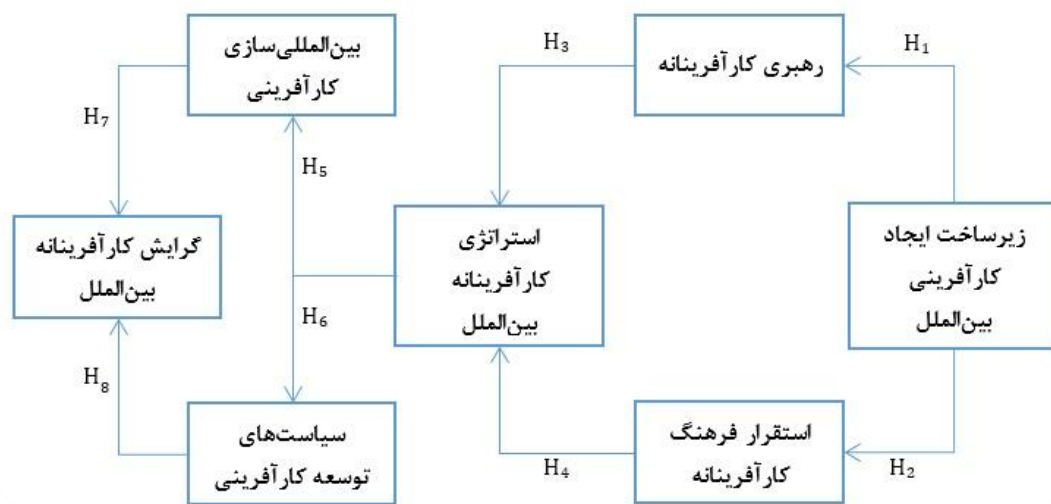 زیرساخت ایجاد
کارآفرینی
بین‌الملل
H₁
H₂
رهبری کارآفرینانه
استقرار فرهنگ
کارآفرینانه
H₃
H₄
استراتژی
کارآفرینانه
بین‌الملل
H₅
H₆
بین‌المللی‌سازی
کارآفرینی
سیاست‌های
توسعه کارآفرینی
H₇
H₈
گرایش کارآفرینانه
بین‌الملل